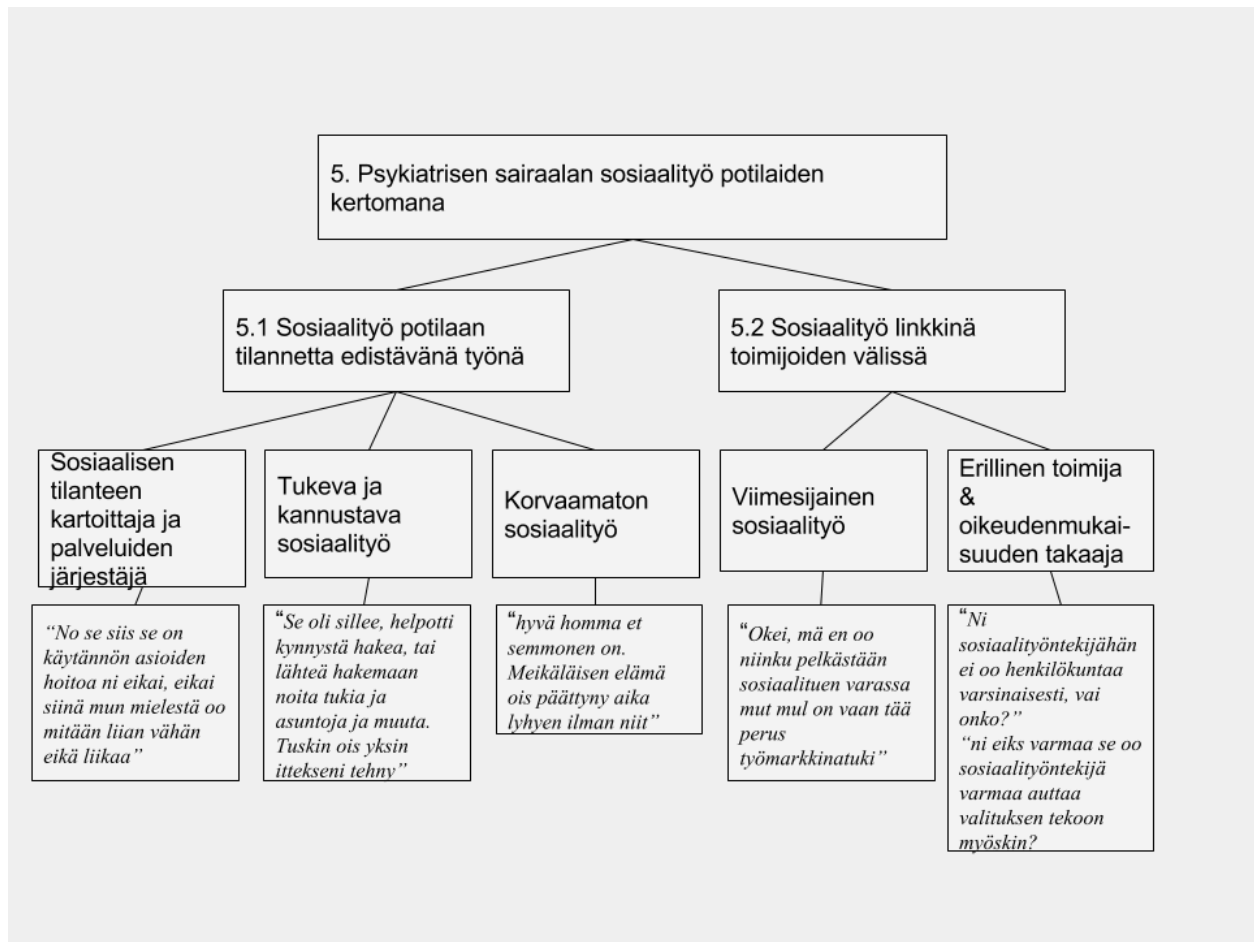 5. Psykiatrisen sairaalan sosiaalityö potilaiden
kertomana
5.1 Sosiaalityö potilaan
tilannetta edistävänä työnä
5.2 Sosiaalityö linkkinä
toimijoiden välissä
Sosiaalisen
tilanteen
kartoittaja ja
palveluiden
järjestäjä
Tukeva ja
kannustava
sosiaalityö
Korvaamaton
sosiaalityö
Viimesijainen
sosiaalityö
Erillinen toimija
&
oikeudenmukai-
suuden takaaja
“No se siis se on
käytännön asioiden
hoitoa ni eikai, eikai
siinä mun mielestä oo
mitään liian vähän
eikä liikaa”
“Se oli sillee, helpotti
kynnystä hakea, tai
lähteä hakemaan
noita tukia ja
asuntoja ja muuta.
Tuskin ois yksin
ittekseni tehny”
“hyvä homma et
semmonen on.
Meikäläisen elämä
ois päättyny aika
lyhyen ilman niit”
“Okei, mä en oo
niinku pelkästään
sosiaalituen varassa
mut mul on vaan tää
perus
työmarkkinatuki”
“Ni
sosiaalityöntekijähän
ei oo henkilökuntaa
varsinaisesti, vai
onko?”
“ni eiks varmaa se oo
sosiaalityöntekijä
varmaa auttaa
valituksen tekoon
myöskin?